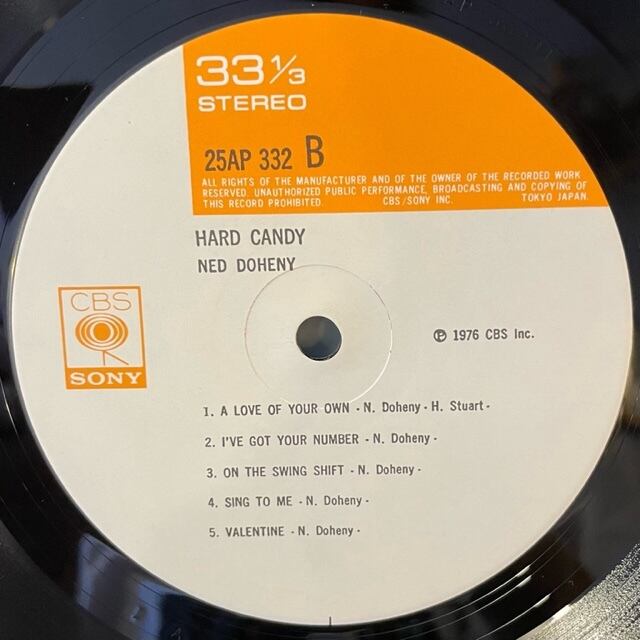 33 1/3
STEREO
25AP 332 B
ALL RIGHTS OF THE MANUFACTURER AND OF THE OWNER OF THE RECORDED WORK
RESERVED. UNAUTHORIZED PUBLIC PERFORMANCE, BROADCASTING AND COPYING OF
THIS RECORD PROHIBITED. CBS/SONY INC. TOKYO JAPAN.
HARD CANDY
NED DOHENY
CBS
SONY
℗ 1976 CBS Inc.
1. A LOVE OF YOUR OWN - N. Doheny - H. Stuart -
2. I'VE GOT YOUR NUMBER - N. Doheny -
3. ON THE SWING SHIFT - N. Doheny -
4. SING TO ME - N. Doheny -
5. VALENTINE - N. Doheny -